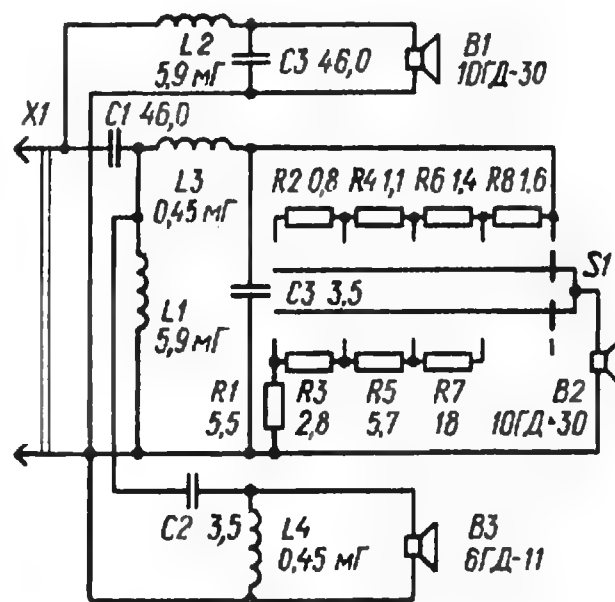 L2
5,9 мГ
C3 46,0
B1
10ГД-30
X1
C1 46,0
L3
0,45 мГ
R2 0,8 R4 1,1 R6 1,4 R8 1,6
S1
L1
5,9 мГ
C3 3,5
R1
5,5
R3
2,8
R5
5,7
R7
18
B2
10ГД-30
C2 3,5
L4
0,45 мГ
B3
6ГД-11